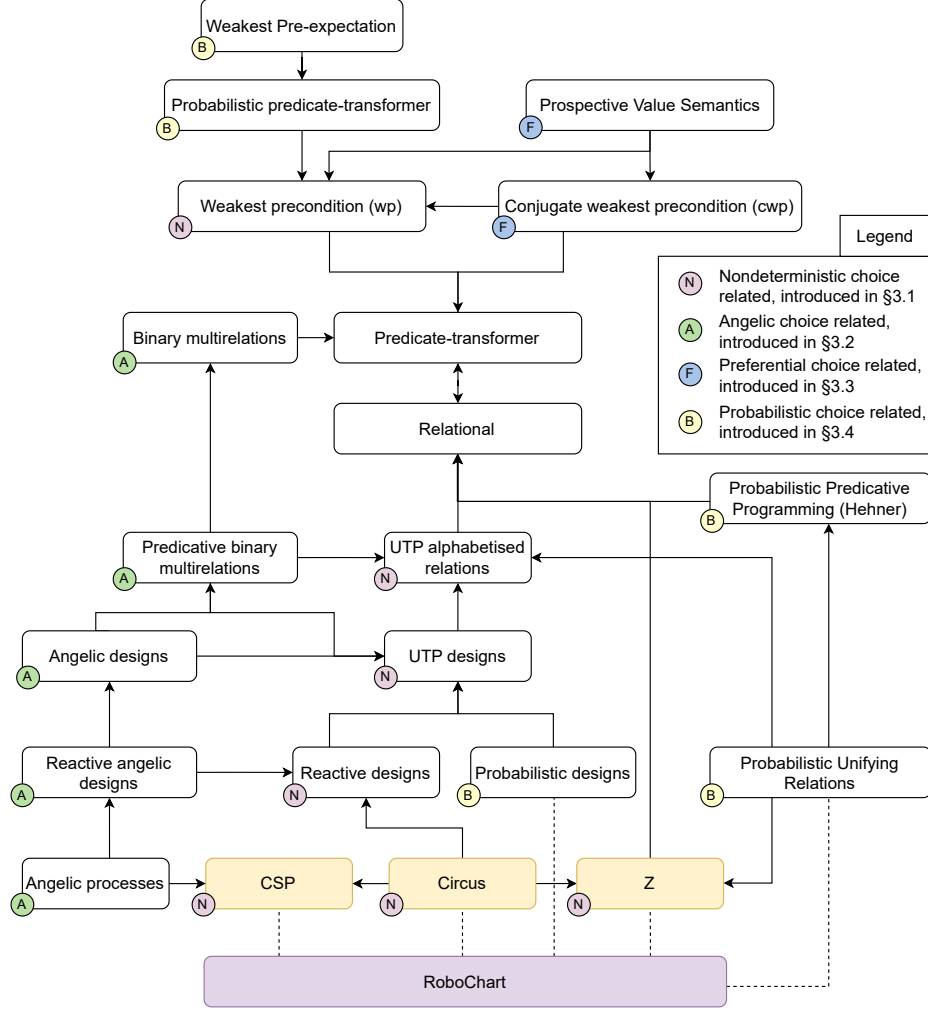 Weakest Pre-expectation
B
Probabilistic predicate-transformer
B
Prospective Value Semantics
F
Weakest precondition (wp)
N
Conjugate weakest precondition (cwp)
F
Legend
N
Nondeterministic choice
related, introduced in §3.1
A
Angelic choice related,
introduced in §3.2
F
Preferential choice related,
introduced in §3.3
B
Probabilistic choice related,
introduced in §3.4
Binary multirelations
A
Predicate-transformer
Relational
Probabilistic Predicative
Programming (Hehner)
B
Predicative binary
multirelations
A
UTP alphabetised
relations
N
Angelic designs
A
UTP designs
N
Reactive angelic
designs
A
Reactive designs
N
Probabilistic designs
B
Probabilistic Unifying
Relations
B
Angelic processes
A
CSP
N
Circus
N
Z
N
RoboChart